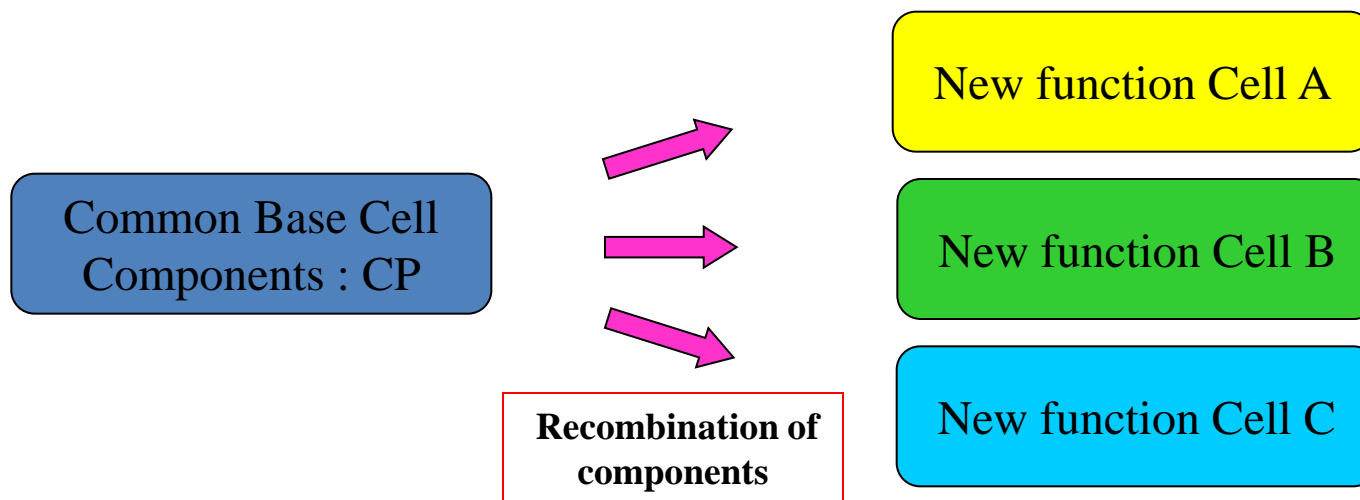 Common Base Cell
Components : CP
New function Cell A
New function Cell B
New function Cell C
Recombination of
components